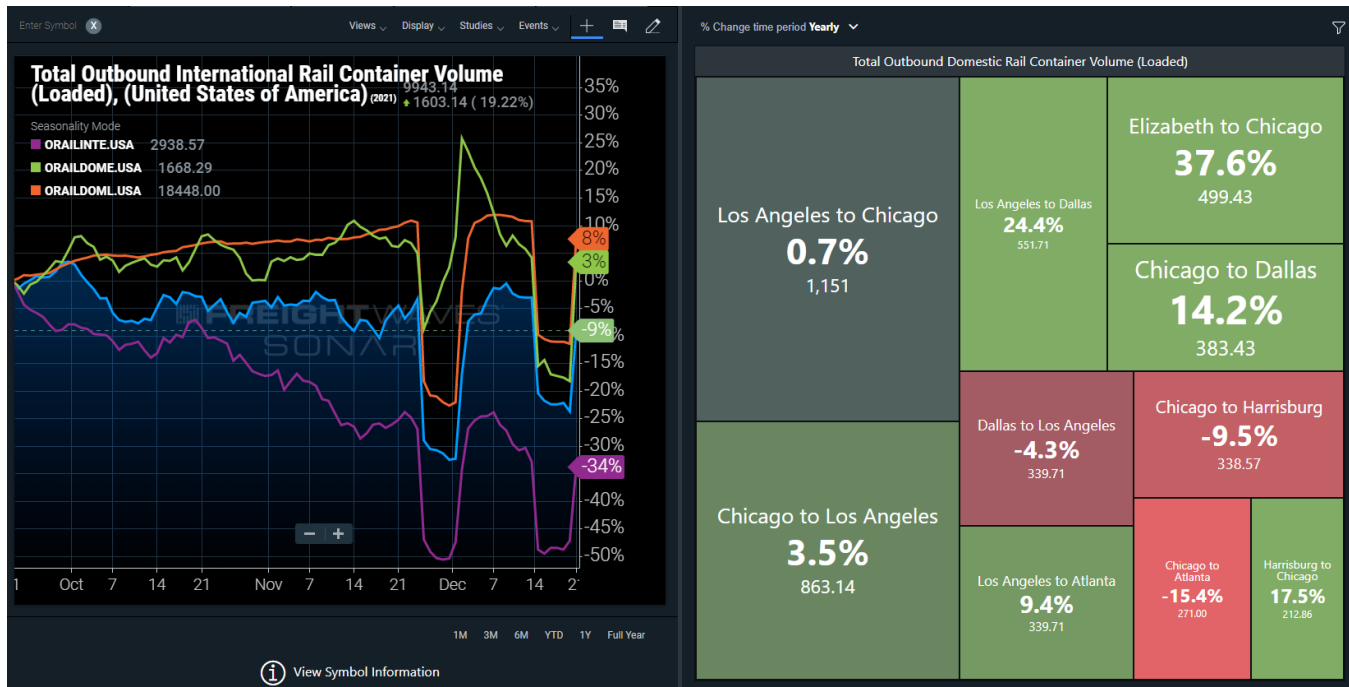 Enter Symbol X
Views Display Studies Events
Total Outbound International Rail Container Volume
(Loaded), (United States of America) (2021)
9943.14
1603.14 ( 19.22%)
Seasonality Mode
ORAILINTE.USA 2938.57
ORAILDOME.USA 1668.29
ORAILDOML.USA 18448.00
35%
30%
25%
20%
15%
10%
8%
3%
0%
-5%
-9%
-15%
-20%
-25%
-30%
-34%
-40%
-45%
-50%
FREIGHTWAVES
SONAR
1 Oct 7 14 21 Nov 7 14 21 Dec 7 14 2
1M 3M 6M YTD 1Y Full Year
i View Symbol Information
% Change time period Yearly
Total Outbound Domestic Rail Container Volume (Loaded)
Los Angeles to Chicago
0.7%
1,151
Chicago to Los Angeles
3.5%
863.14
Los Angeles to Dallas
24.4%
551.71
Elizabeth to Chicago
37.6%
499.43
Chicago to Dallas
14.2%
383.43
Dallas to Los Angeles
-4.3%
339.71
Chicago to Harrisburg
-9.5%
338.57
Los Angeles to Atlanta
9.4%
339.71
Chicago to
Atlanta
-15.4%
271.00
Harrisburg to
Chicago
17.5%
212.86